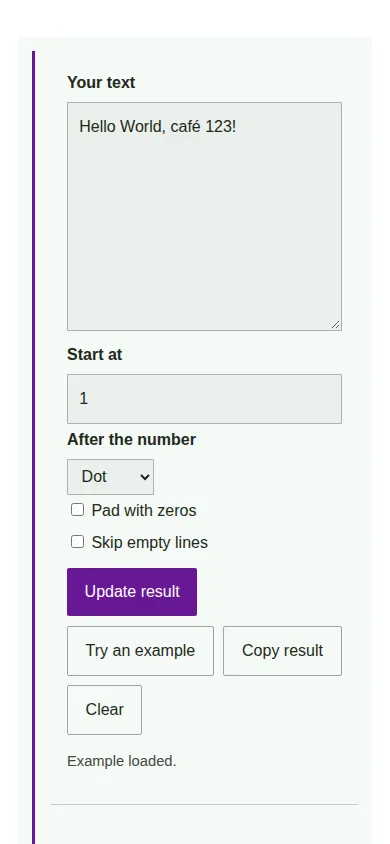 Your text
Hello World, café 123!
Start at
1
After the number
Dot
Pad with zeros
Skip empty lines
Update result
Try an example
Copy result
Clear
Example loaded.